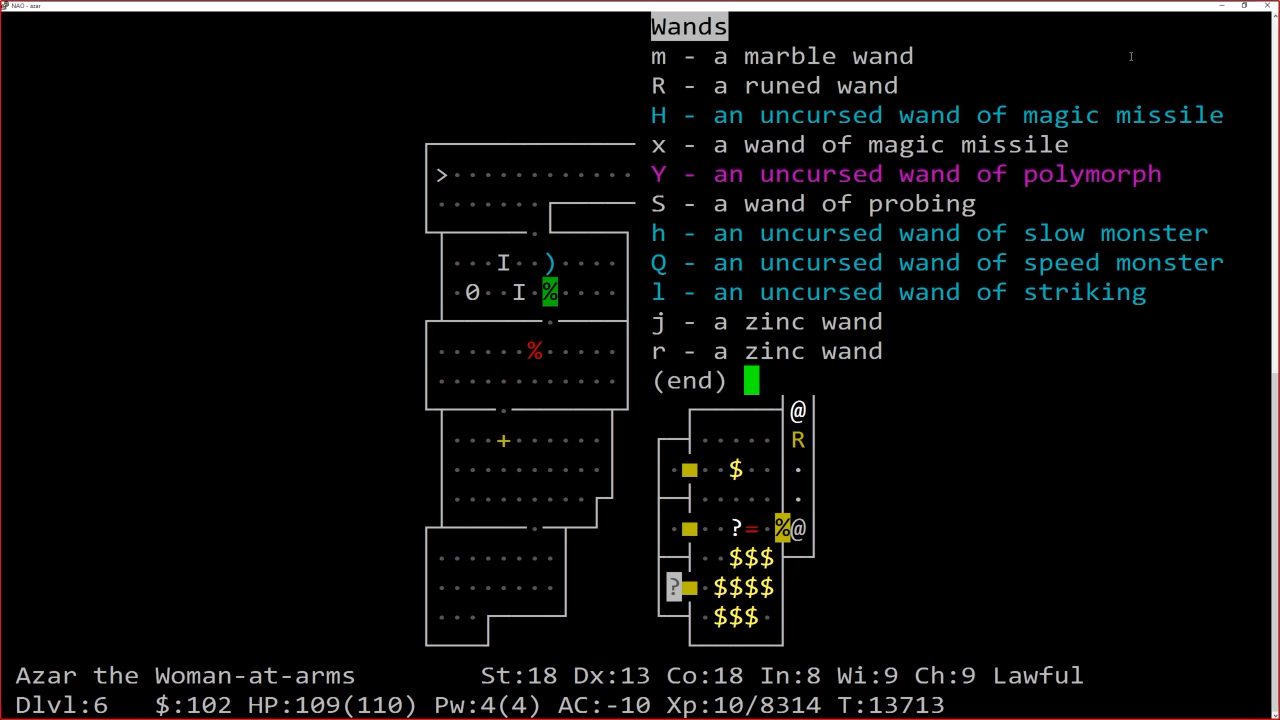 NAO - azar
Wands
m - a marble wand
R - a runed wand
H - an uncursed wand of magic missile
x - a wand of magic missile
Y - an uncursed wand of polymorph
S - a wand of probing
h - an uncursed wand of slow monster
Q - an uncursed wand of speed monster
l - an uncursed wand of striking
j - a zinc wand
r - a zinc wand
(end)
>
I )
0 I %
%
@
+ R
$
? = % @
$$$
? $$$$
$$$
Azar the Woman-at-arms St:18 Dx:13 Co:18 In:8 Wi:9 Ch:9 Lawful
Dlvl:6 $:102 HP:109(110) Pw:4(4) AC:-10 Xp:10/8314 T:13713